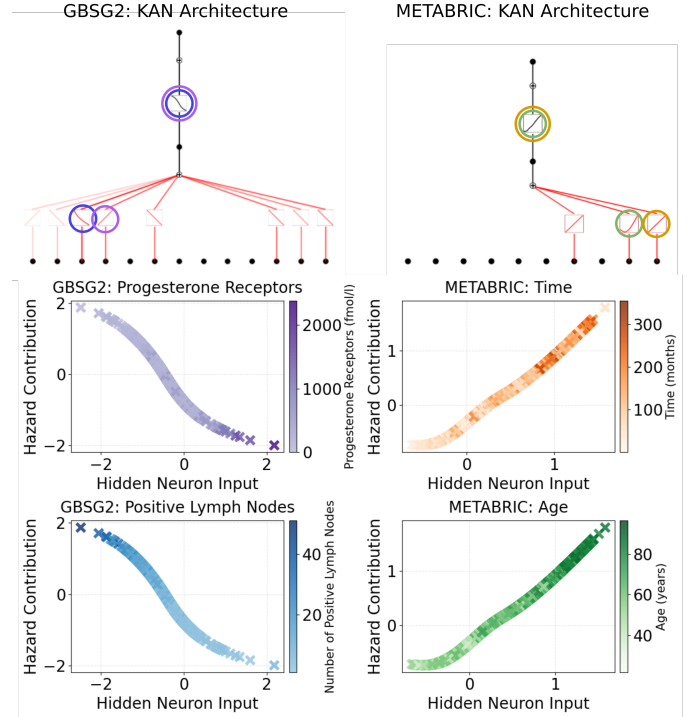 GBSG2: KAN Architecture
METABRIC: KAN Architecture
GBSG2: Progesterone Receptors
Hazard Contribution
2
0
−2
−2
0
2
Hidden Neuron Input
2000
1000
0
Progesterone Receptors (fmol/l)
METABRIC: Time
Hazard Contribution
1
0
0
1
Hidden Neuron Input
300
200
100
Time (months)
GBSG2: Positive Lymph Nodes
Hazard Contribution
2
0
−2
−2
0
2
Hidden Neuron Input
40
20
Number of Positive Lymph Nodes
METABRIC: Age
Hazard Contribution
1
0
0
1
Hidden Neuron Input
80
60
40
Age (years)